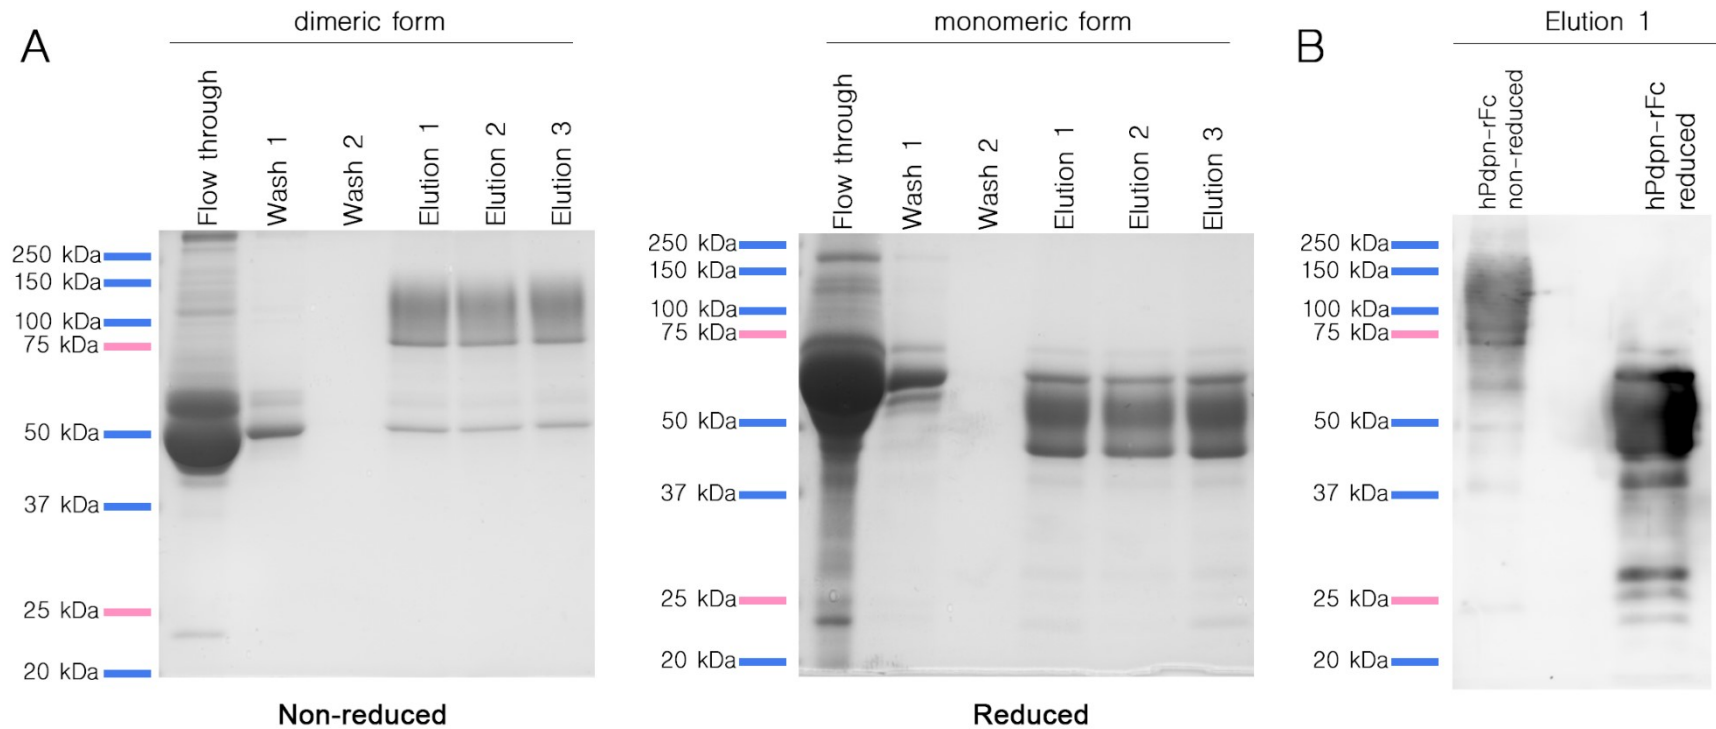 A
dimeric form
Flow through
Wash 1
Wash 2
Elution 1
Elution 2
Elution 3
250 kDa
150 kDa
100 kDa
75 kDa
50 kDa
37 kDa
25 kDa
20 kDa
Non-reduced
monomeric form
Flow through
Wash 1
Wash 2
Elution 1
Elution 2
Elution 3
250 kDa
150 kDa
100 kDa
75 kDa
50 kDa
37 kDa
25 kDa
20 kDa
Reduced
B
Elution 1
hPdpn-rFc
non-reduced
hPdpn-rFc
reduced
250 kDa
150 kDa
100 kDa
75 kDa
50 kDa
37 kDa
25 kDa
20 kDa